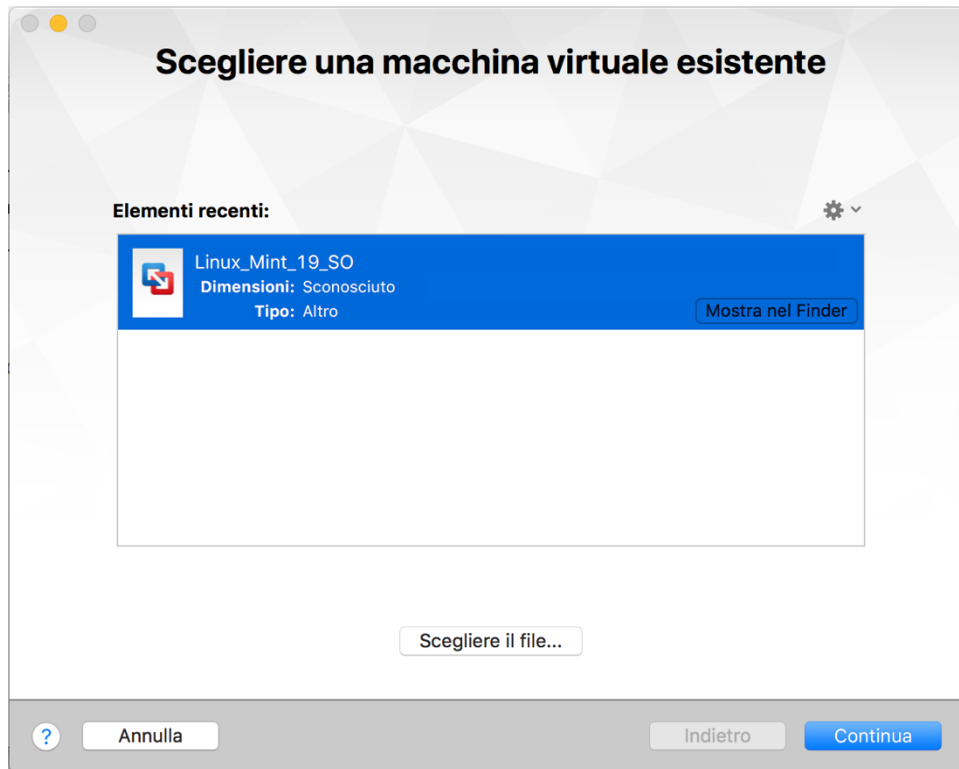 Scegliere una macchina virtuale esistente
Elementi recenti:
Linux_Mint_19_SO
Dimensioni: Sconosciuto
Tipo: Altro
Mostra nel Finder
Scegliere il file...
?
Annulla
Indietro
Continua